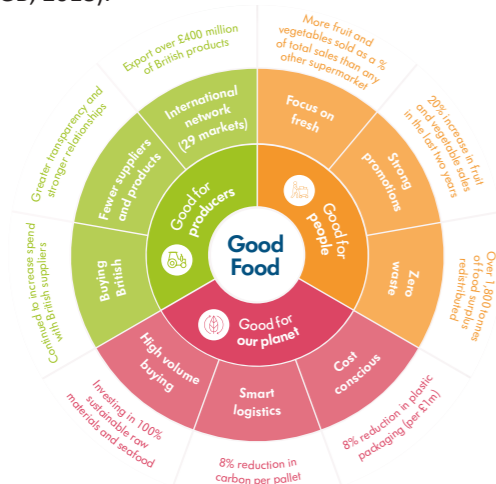 Export over £400 million
of British products
More fruit and
vegetables sold as a %
of total sales than any
other supermarket
Greater transparency and
stronger relationships
International
network
(29 markets)
Focus on
fresh
20% increase in fruit
and vegetable sales
in the last two years
Fewer suppliers
and products
Strong
promotions
Good for
producers
Good for
people
Good
Food
Continued to increase spend
with British suppliers
Buying
British
Zero
waste
Over 1,800 tonnes
of food surplus
redistributed
Good for
our planet
High volume
buying
Smart
logistics
Cost
conscious
Investing in 100%
sustainable raw
materials and seafood
8% reduction in
carbon per pallet
8% reduction in plastic
packaging (per £1m)